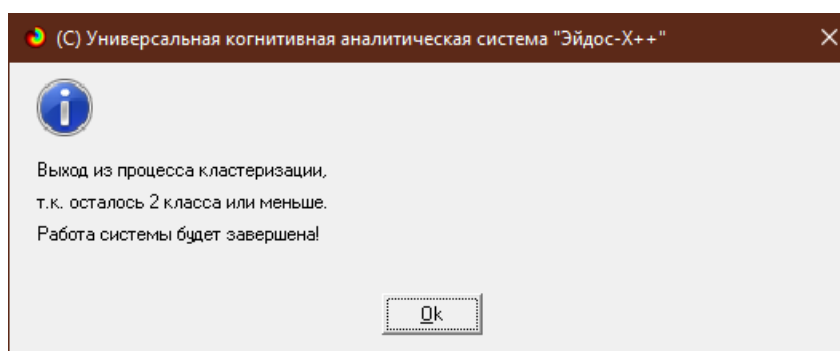 (С) Универсальная когнитивная аналитическая система "Эйдос-Х++"
Выход из процесса кластеризации,
т.к. осталось 2 класса или меньше.
Работа системы будет завершена!
Ok